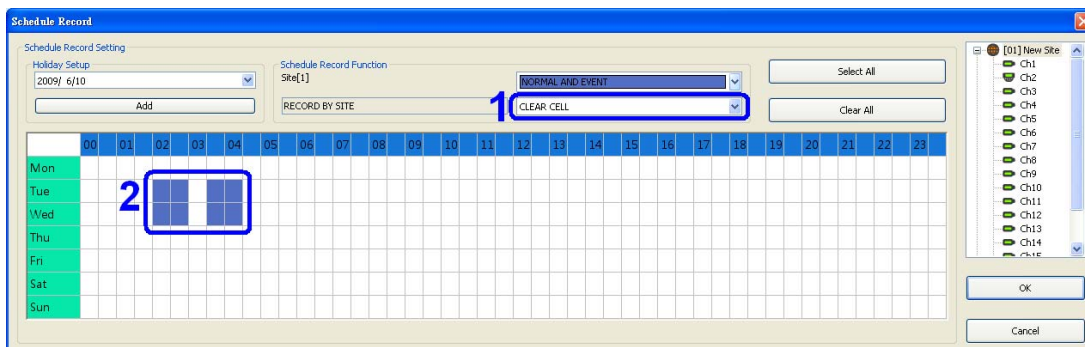 Schedule Record
Schedule Record Setting
Holiday Setup
2009/ 6/10
Add
Schedule Record Function
Site[1]
NORMAL AND EVENT
RECORD BY SITE
1
CLEAR CELL
Select All
Clear All
00 01 02 03 04 05 06 07 08 09 10 11 12 13 14 15 16 17 18 19 20 21 22 23
Mon
Tue
2
Wed
Thu
Fri
Sat
Sun
[01] New Site
Ch1
Ch2
Ch3
Ch4
Ch5
Ch6
Ch7
Ch8
Ch9
Ch10
Ch11
Ch12
Ch13
Ch14
Ch15
OK
Cancel